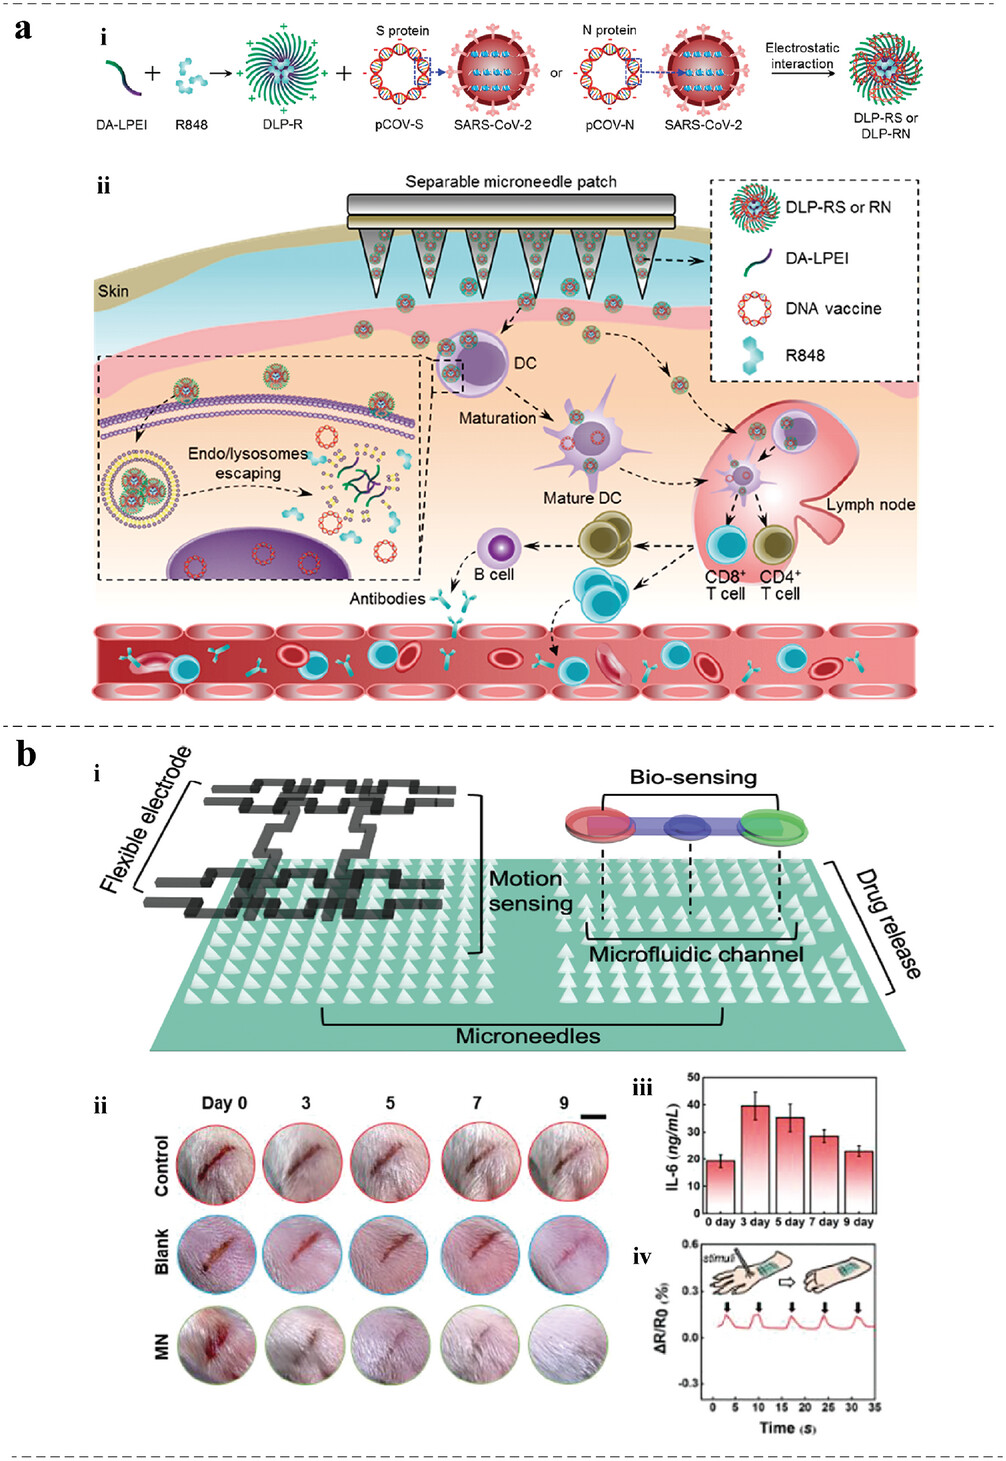 a
i
S protein
N protein
Electrostatic
interaction
+
+
or
DA-LPEI
R848
DLP-R
pCOV-S
SARS-CoV-2
pCOV-N
SARS-CoV-2
DLP-RS or
DLP-RN
ii
Separable microneedle patch
DLP-RS or RN
DA-LPEI
DNA vaccine
R848
Skin
DC
Maturation
Endo/lysosomes
escaping
Mature DC
Lymph node
B cell
CD8+
T cell
CD4+
T cell
Antibodies
b
i
Flexible electrode
Bio-sensing
Motion
sensing
Microfluidic channel
Drug release
Microneedles
ii
Day 0 3 5 7 9
Control
Blank
MN
iii
IL-6 (ng/mL)
50
40
30
20
10
0
0 day 3 day 5 day 7 day 9 day
iv
ΔR/R0 (%)
0.6
0.3
0.0
-0.3
stimuli
0 5 10 15 20 25 30 35
Time (s)